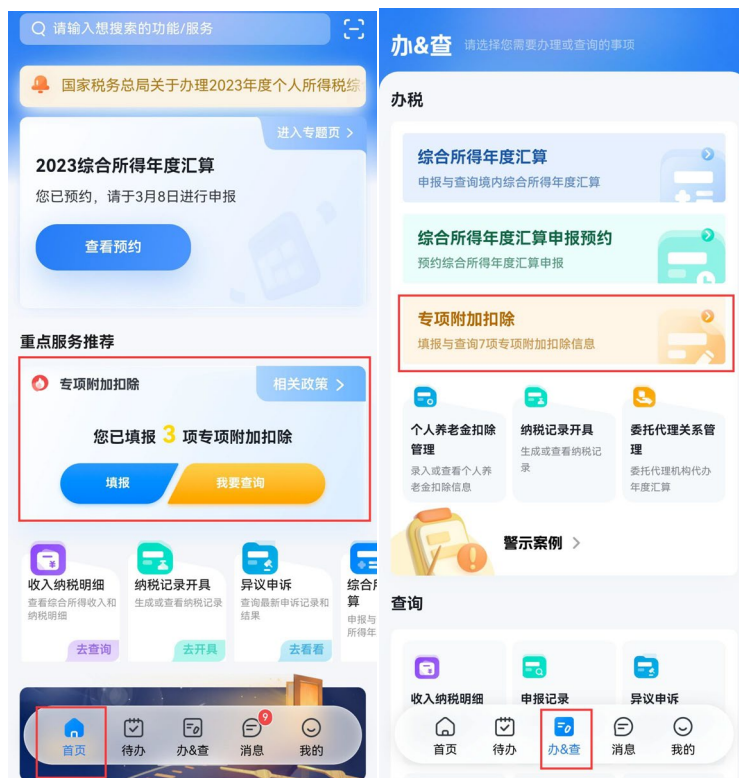 请输入想搜索的功能/服务
国家税务总局关于办理2023年度个人所得税综
进入专题页 >
2023综合所得年度汇算
您已预约，请于3月8日进行申报
查看预约
重点服务推荐
专项附加扣除
相关政策 >
您已填报 3 项专项附加扣除
填报
我要查询
收入纳税明细
查看综合所得收入和
纳税明细
去查询
纳税记录开具
生成或查看纳税记录
去开具
异议申诉
查询最新申诉记录和
结果
去看看
综合所
算
申报与
所得年
首页
待办
办&查
9
消息
我的
办&查
请选择您需要办理或查询的事项
办税
综合所得年度汇算
申报与查询境内综合所得年度汇算
综合所得年度汇算申报预约
预约综合所得年度汇算申报
专项附加扣除
填报与查询7项专项附加扣除信息
个人养老金扣除
管理
录入或查看个人养
老金扣除信息
纳税记录开具
生成或查看纳税记
录
委托代理关系管
理
委托代理机构代办
年度汇算
警示案例 >
查询
收入纳税明细
申报记录
异议申诉
首页
待办
办&查
消息
我的